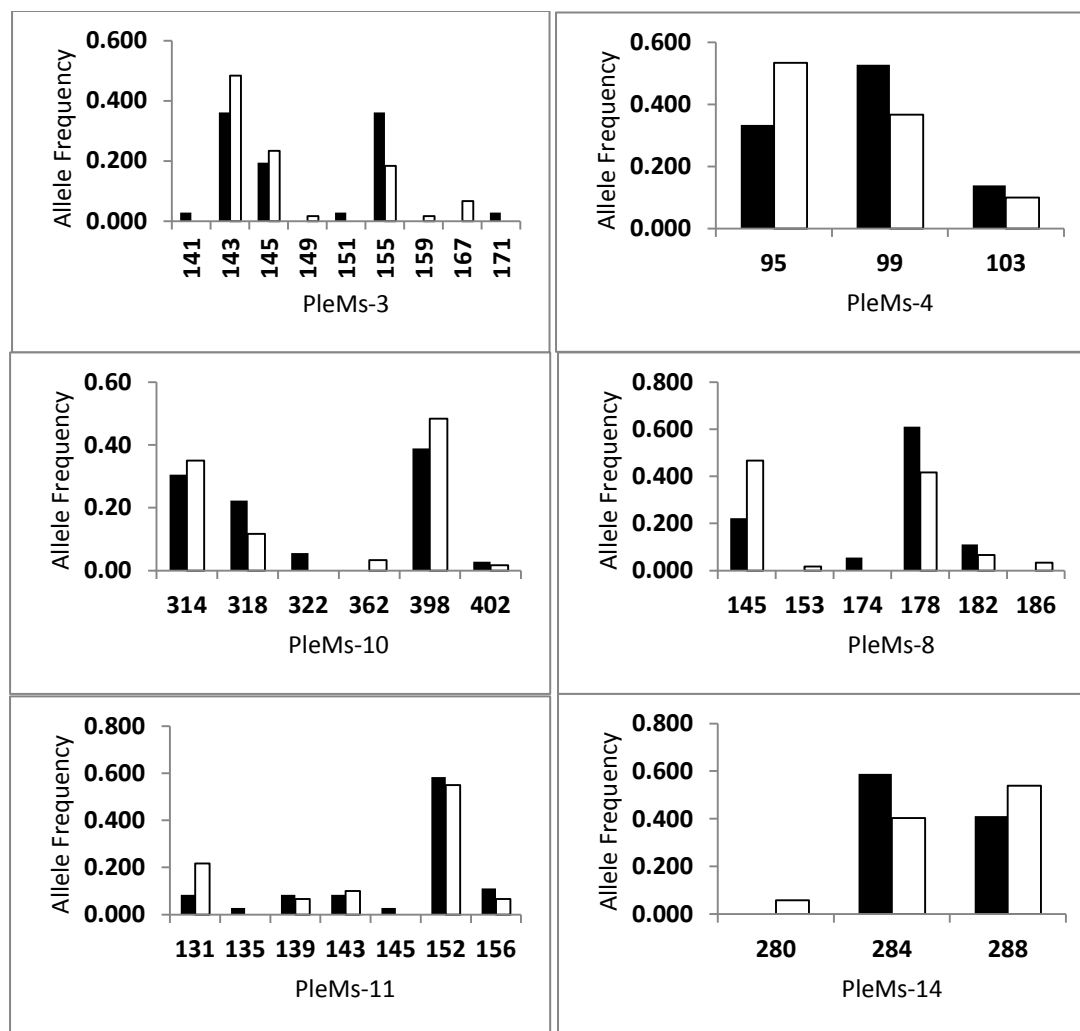 0.600
0.400
0.200
0.000
Allele Frequency
141 143 145 149 151 155 159 167 171
PleMs-3
0.600
0.400
0.200
0.000
Allele Frequency
95 99 103
PleMs-4
0.60
0.40
0.20
0.00
Allele Frequency
314 318 322 362 398 402
PleMs-10
0.800
0.600
0.400
0.200
0.000
Allele Frequency
145 153 174 178 182 186
PleMs-8
0.800
0.600
0.400
0.200
0.000
Allele Frequency
131 135 139 143 145 152 156
PleMs-11
0.800
0.600
0.400
0.200
0.000
Allele Frequency
280 284 288
PleMs-14